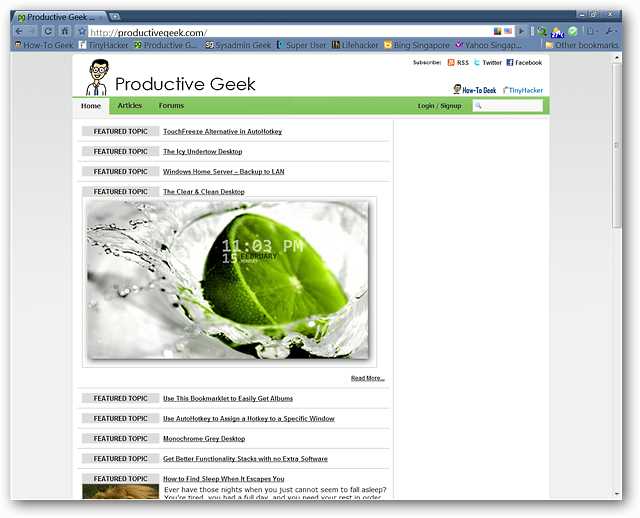 Productive Geek ...
http://productivegeek.com/
How-To Geek TinyHacker Productive G... Sysadmin Geek Super User Lifehacker Bing Singapore Yahoo Singap... Other bookmarks
Subscribe: RSS Twitter Facebook
Productive Geek
How-To Geek TinyHacker
Home Articles Forums Login / Signup
FEATURED TOPIC TouchFreeze Alternative in AutoHotkey
FEATURED TOPIC The Icy Undertow Desktop
FEATURED TOPIC Windows Home Server – Backup to LAN
FEATURED TOPIC The Clear & Clean Desktop
11:03 PM
15 FEBRUARY
Read More...
FEATURED TOPIC Use This Bookmarklet to Easily Get Albums
FEATURED TOPIC Use AutoHotkey to Assign a Hotkey to a Specific Window
FEATURED TOPIC Monochrome Grey Desktop
FEATURED TOPIC Get Better Functionality Stacks with no Extra Software
FEATURED TOPIC How to Find Sleep When It Escapes You
Ever have those nights when you just cannot seem to fall asleep?
You're tired, you had a full day, and you need your rest in order